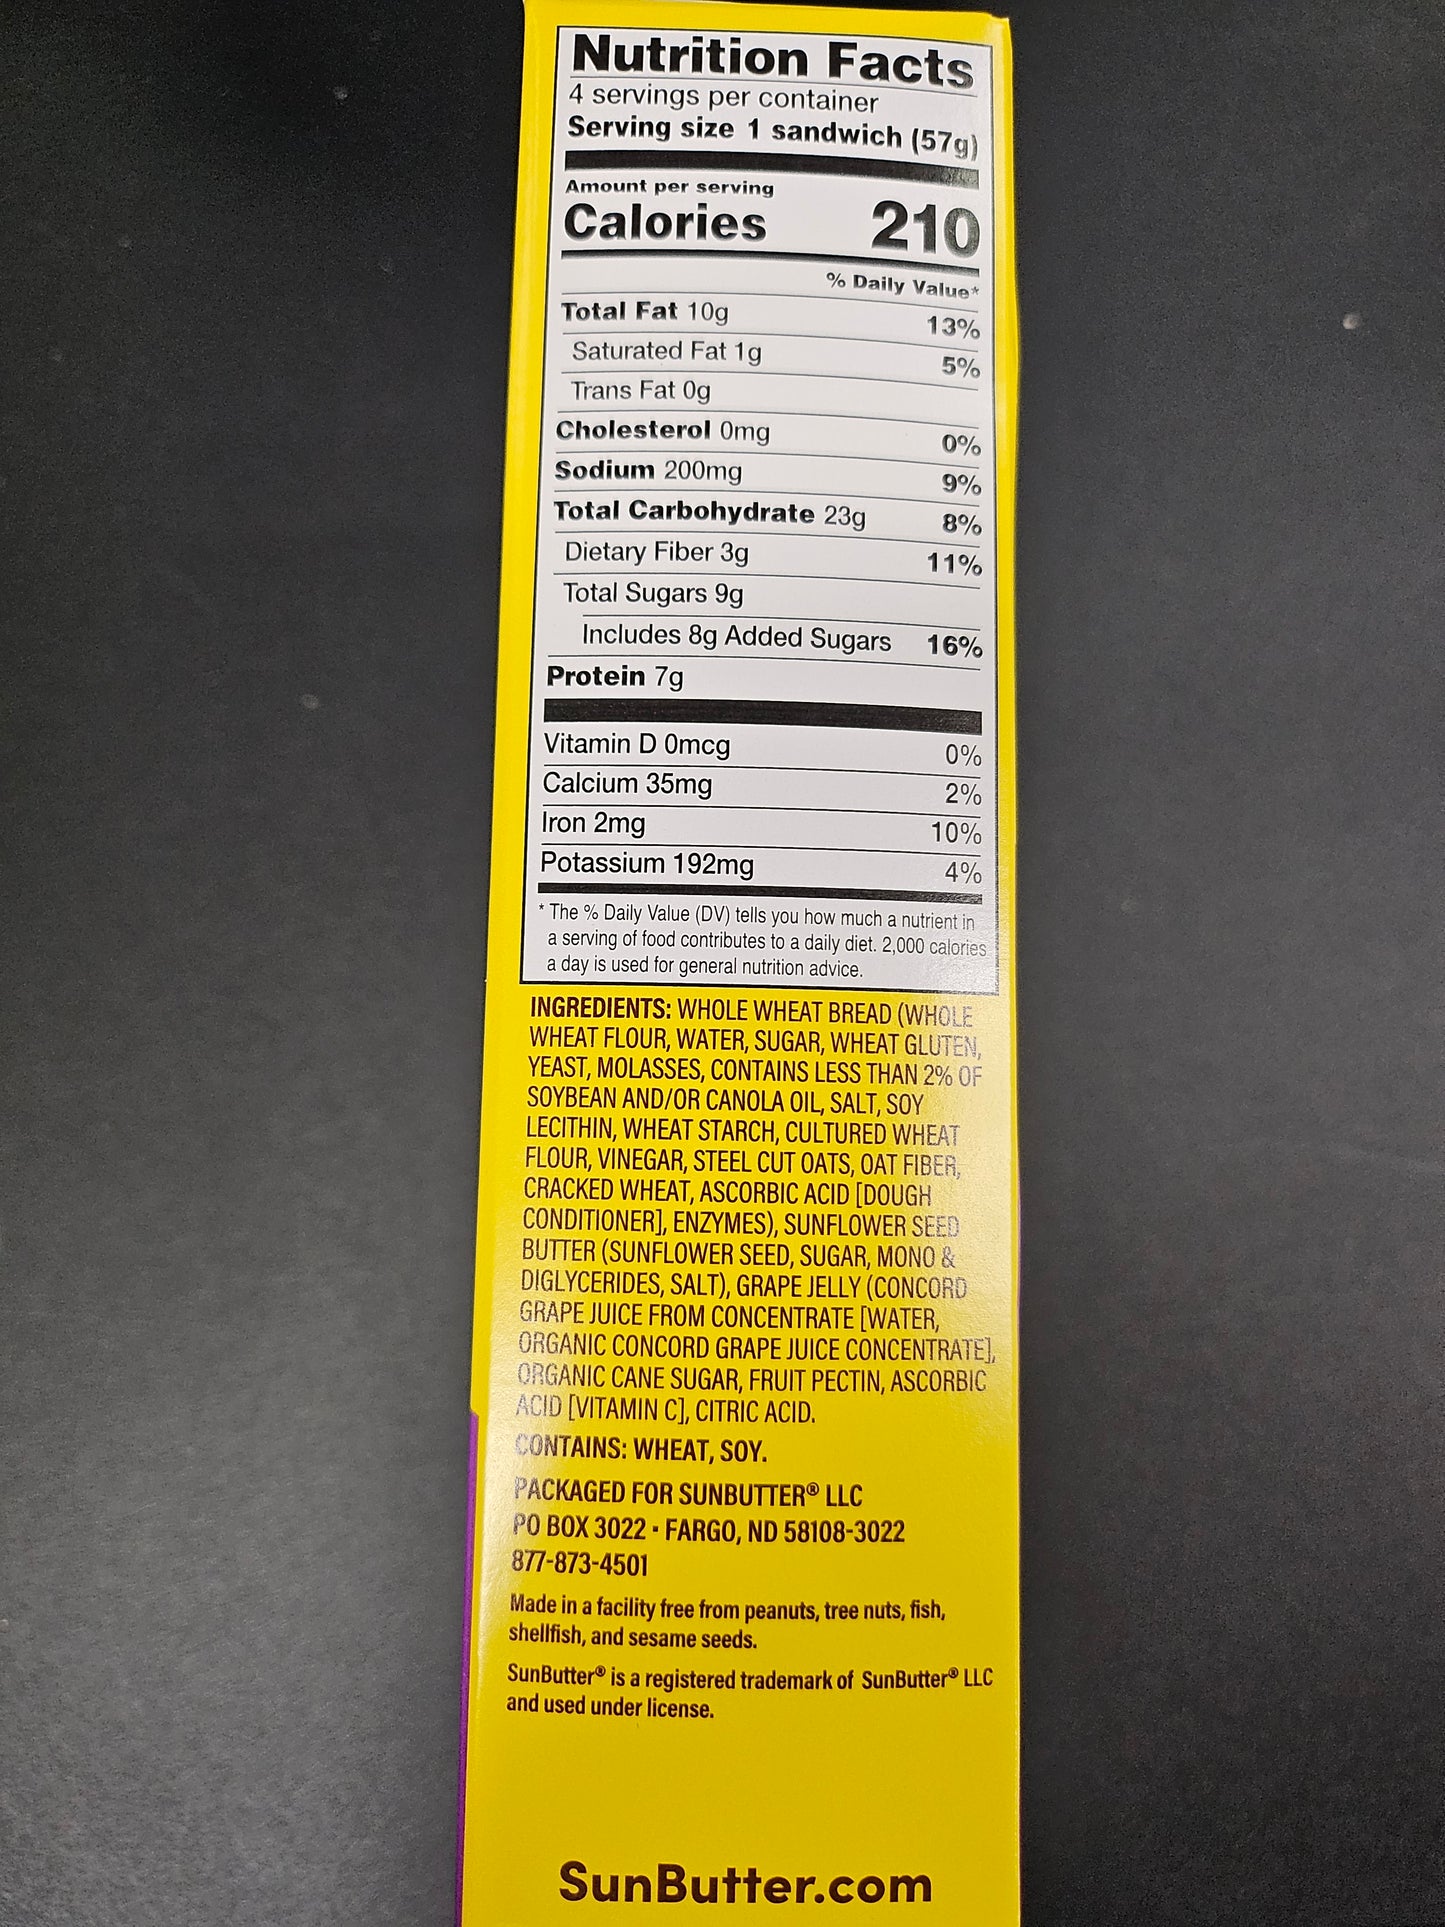 Nutrition Facts
4 servings per container
Serving size 1 sandwich (57g)
Amount per serving
Calories 210
% Daily Value*
Total Fat 10g 13%
Saturated Fat 1g 5%
Trans Fat 0g
Cholesterol 0mg 0%
Sodium 200mg 9%
Total Carbohydrate 23g 8%
Dietary Fiber 3g 11%
Total Sugars 9g
Includes 8g Added Sugars 16%
Protein 7g
Vitamin D 0mcg 0%
Calcium 35mg 2%
Iron 2mg 10%
Potassium 192mg 4%
* The % Daily Value (DV) tells you how much a nutrient in
a serving of food contributes to a daily diet. 2,000 calories
a day is used for general nutrition advice.
INGREDIENTS: WHOLE WHEAT BREAD (WHOLE
WHEAT FLOUR, WATER, SUGAR, WHEAT GLUTEN,
YEAST, MOLASSES, CONTAINS LESS THAN 2% OF
SOYBEAN AND/OR CANOLA OIL, SALT, SOY
LECITHIN, WHEAT STARCH, CULTURED WHEAT
FLOUR, VINEGAR, STEEL CUT OATS, OAT FIBER,
CRACKED WHEAT, ASCORBIC ACID [DOUGH
CONDITIONER], ENZYMES), SUNFLOWER SEED
BUTTER (SUNFLOWER SEED, SUGAR, MONO &
DIGLYCERIDES, SALT), GRAPE JELLY (CONCORD
GRAPE JUICE FROM CONCENTRATE [WATER,
ORGANIC CONCORD GRAPE JUICE CONCENTRATE],
ORGANIC CANE SUGAR, FRUIT PECTIN, ASCORBIC
ACID [VITAMIN C], CITRIC ACID.
CONTAINS: WHEAT, SOY.
PACKAGED FOR SUNBUTTER® LLC
PO BOX 3022 · FARGO, ND 58108-3022
877-873-4501
Made in a facility free from peanuts, tree nuts, fish,
shellfish, and sesame seeds.
SunButter® is a registered trademark of SunButter® LLC
and used under license.
SunButter.com